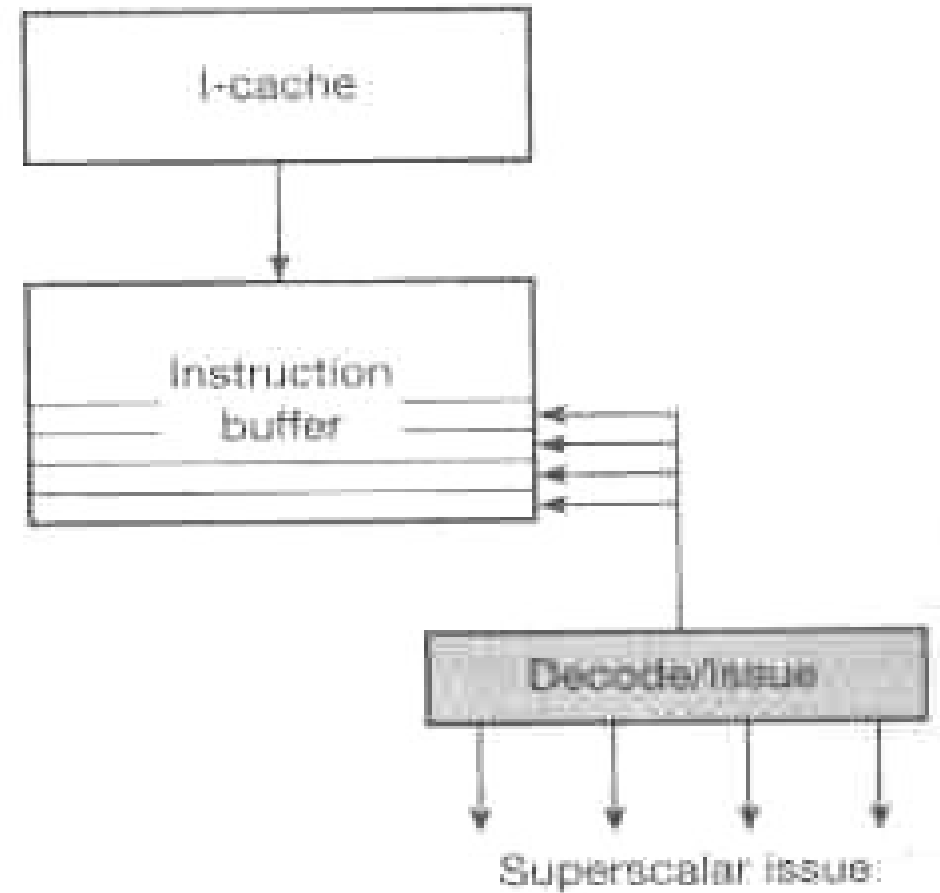 I-cache
Instruction
buffer
Decode/Issue
Superscalar issue